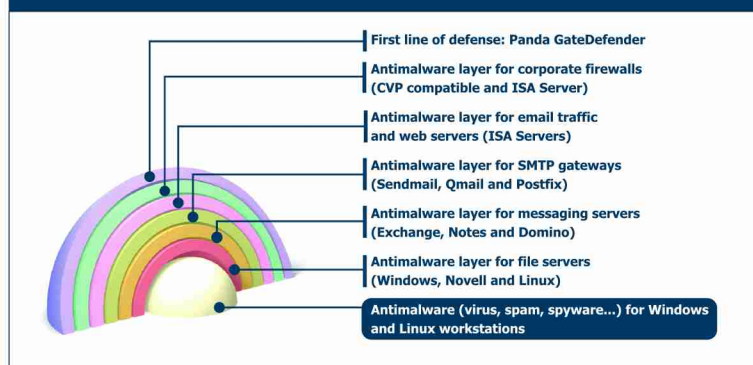 First line of defense: Panda GateDefender
Antimalware layer for corporate firewalls
(CVP compatible and ISA Server)
Antimalware layer for email traffic
and web servers (ISA Servers)
Antimalware layer for SMTP gateways
(Sendmail, Qmail and Postfix)
Antimalware layer for messaging servers
(Exchange, Notes and Domino)
Antimalware layer for file servers
(Windows, Novell and Linux)
Antimalware (virus, spam, spyware...) for Windows
and Linux workstations